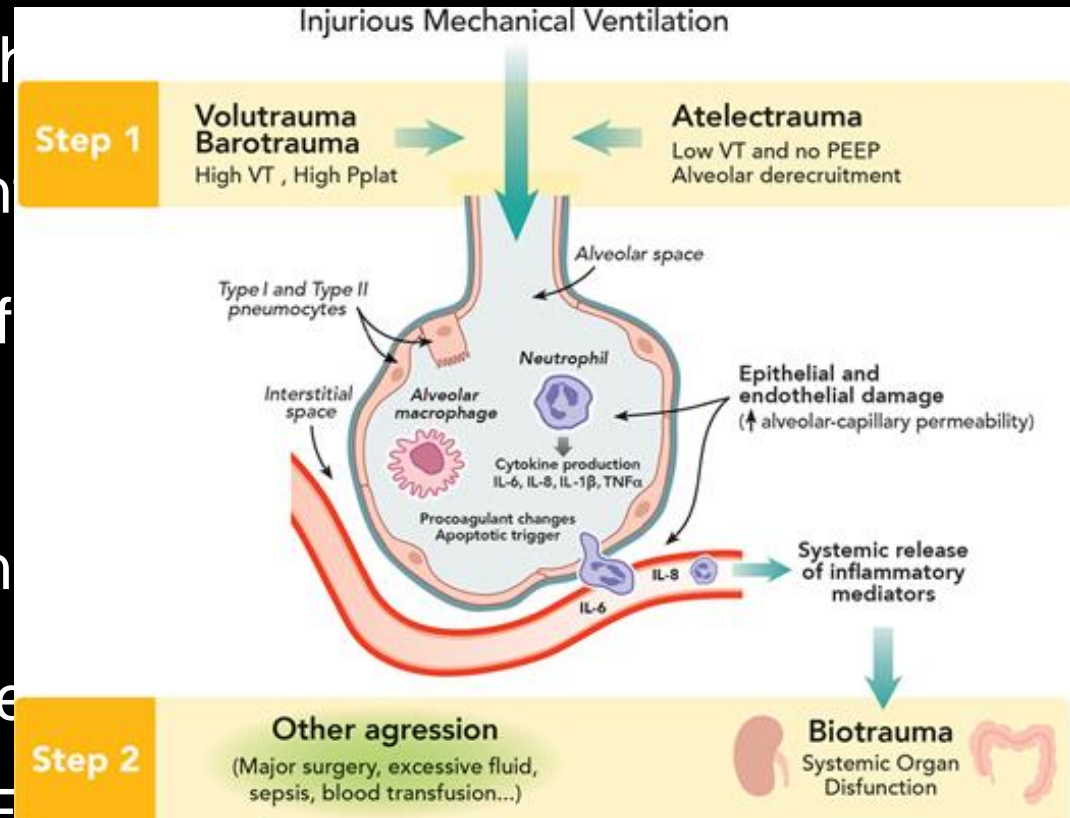 Injurious Mechanical Ventilation
Step 1
Volutrauma
Barotrauma
High VT , High Pplat
Atelectrauma
Low VT and no PEEP
Alveolar derecruitment
Alveolar space
Type I and Type II
pneumocytes
Neutrophil
Interstitial
space
Alveolar
macrophage
Epithelial and
endothelial damage
(↑ alveolar-capillary permeability)
Cytokine production
IL-6, IL-8, IL-1β, TNFα
Procoagulant changes
Apoptotic trigger
IL-8
IL-6
Systemic release
of inflammatory
mediators
Step 2
Other agression
(Major surgery, excessive fluid,
sepsis, blood transfusion...)
Biotrauma
Systemic Organ
Disfunction